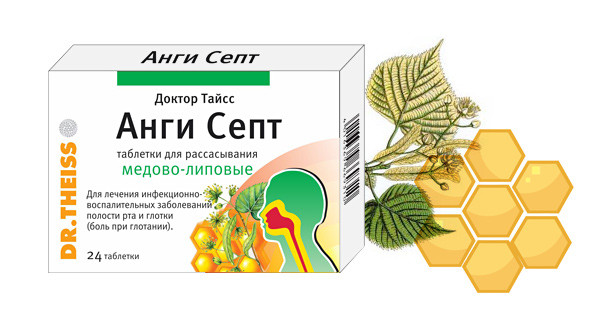 Анги Септ
Доктор Тайсс
Анги Септ
таблетки для рассасывания
медово-липовые
Для лечения инфекционно-
воспалительных заболеваний
полости рта и глотки
(боль при глотании).
24 таблетки
DR.THEISS